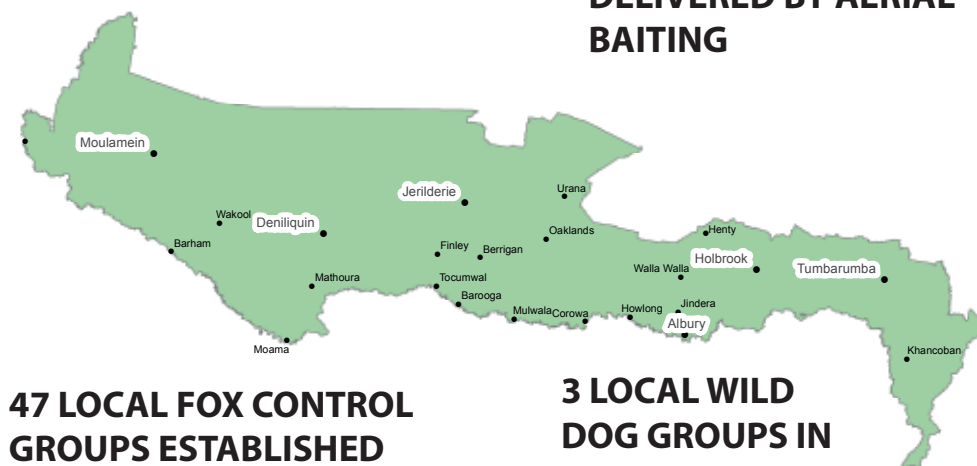 DELIVERED BY AERIAL
BAITING
Moulamein
Jerilderie
Urana
Wakool
Deniliquin
Henty
Oaklands
Barham
Finley
Berrigan
Holbrook
Walla Walla
Tumbarumba
Mathoura
Tocumwal
Barooga
Mulwala
Corowa
Howlong
Jindera
Albury
Moama
Khancoban
47 LOCAL FOX CONTROL
GROUPS ESTABLISHED
3 LOCAL WILD
DOG GROUPS IN